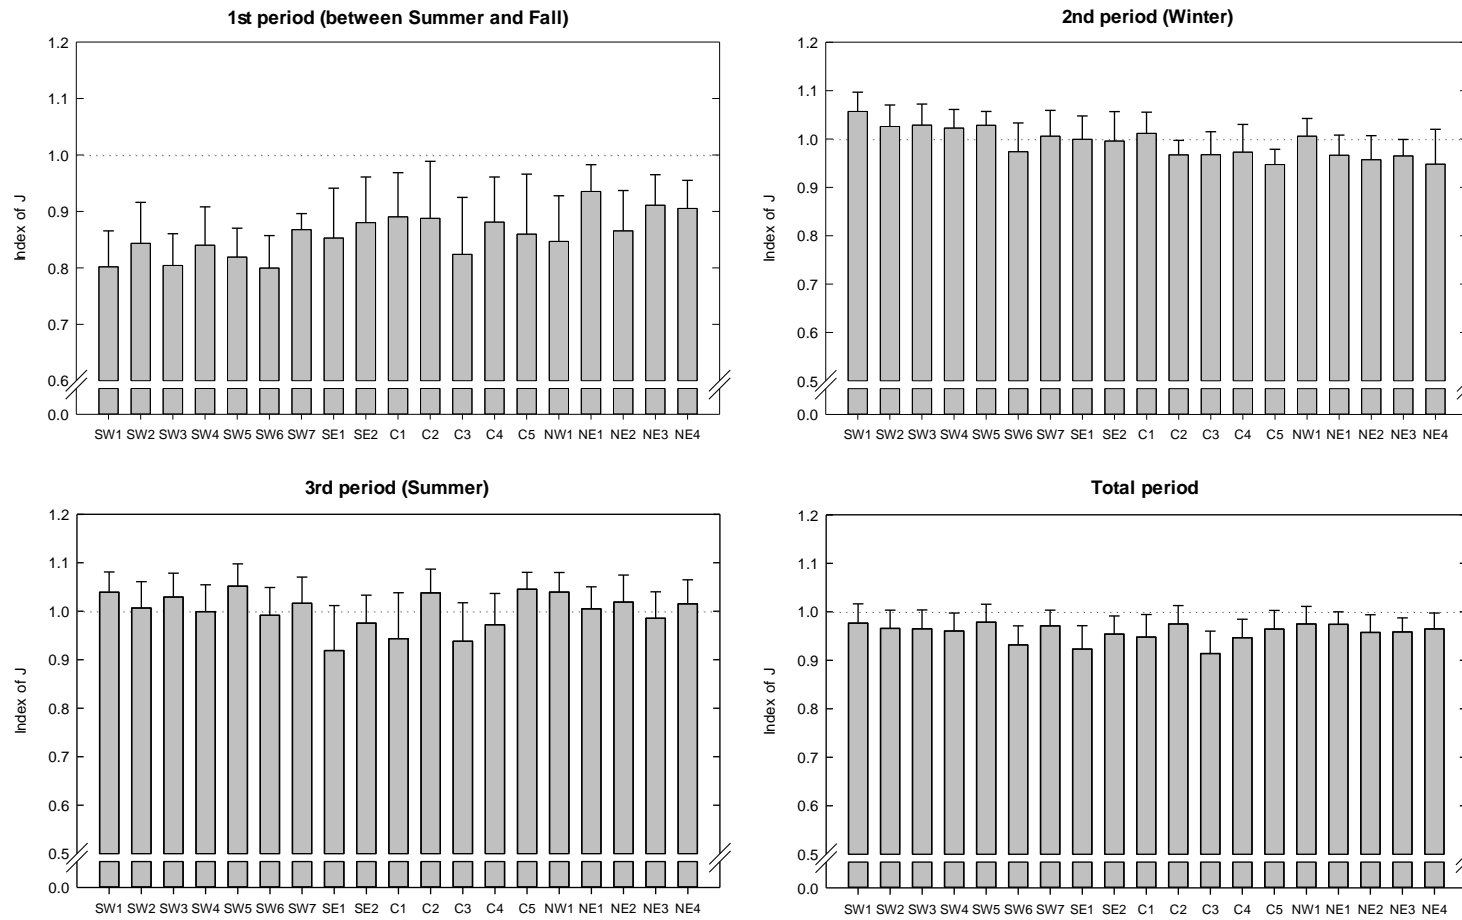 1st period (between Summer and Fall)
1.2
1.1
1.0
0.9
0.8
0.7
0.6
0.0
Index of J
SW1 SW2 SW3 SW4 SW5 SW6 SW7 SE1 SE2 C1 C2 C3 C4 C5 NW1 NE1 NE2 NE3 NE4
2nd period (Winter)
1.2
1.1
1.0
0.9
0.8
0.7
0.6
0.5
0.0
Index of J
SW1 SW2 SW3 SW4 SW5 SW6 SW7 SE1 SE2 C1 C2 C3 C4 C5 NW1 NE1 NE2 NE3 NE4
3rd period (Summer)
1.2
1.1
1.0
0.9
0.8
0.7
0.6
0.5
0.0
Index of J
SW1 SW2 SW3 SW4 SW5 SW6 SW7 SE1 SE2 C1 C2 C3 C4 C5 NW1 NE1 NE2 NE3 NE4
Total period
1.2
1.1
1.0
0.9
0.8
0.7
0.6
0.5
0.0
Index of J
SW1 SW2 SW3 SW4 SW5 SW6 SW7 SE1 SE2 C1 C2 C3 C4 C5 NW1 NE1 NE2 NE3 NE4